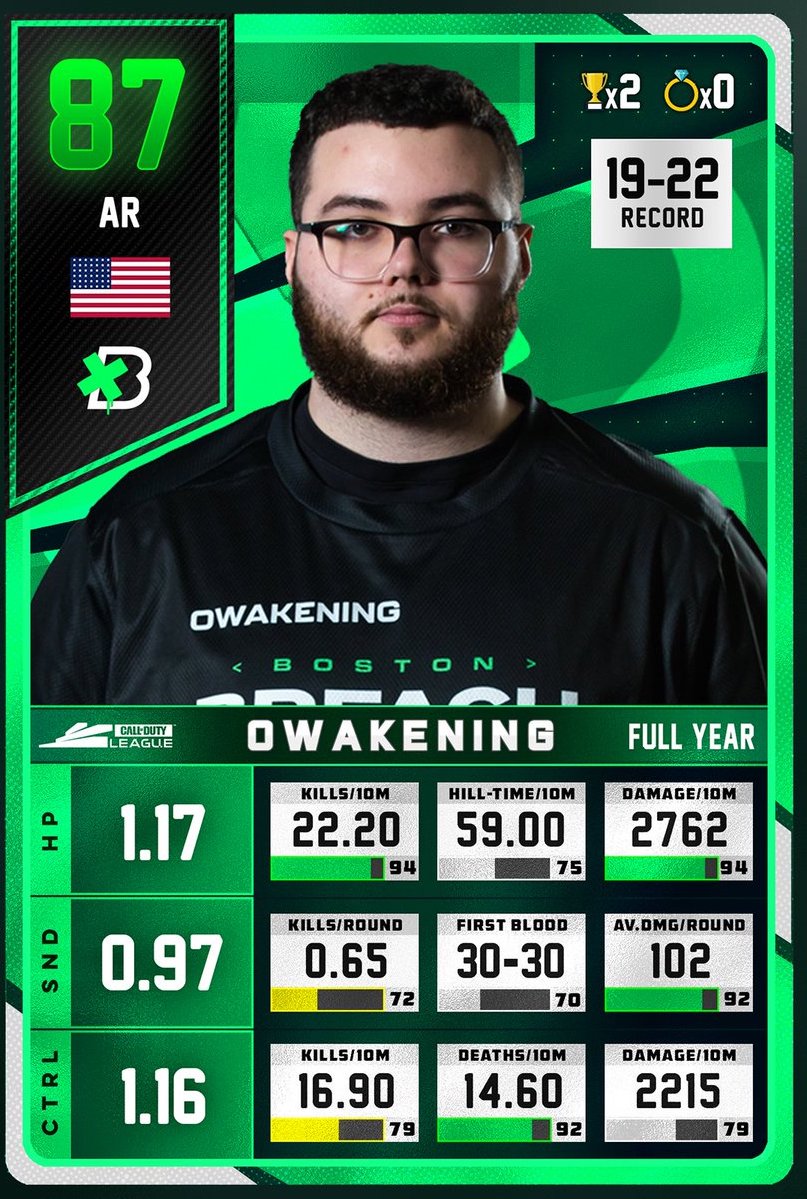 87
AR
B
x2 x0
19-22
RECORD
OWAKENING
< BOSTON >
BREACH
CALL OF DUTY
LEAGUE
OWAKENING
FULL YEAR
HP
1.17
KILLS/10M
22.20
94
HILL-TIME/10M
59.00
75
DAMAGE/10M
2762
94
SND
0.97
KILLS/ROUND
0.65
72
FIRST BLOOD
30-30
70
AV.DMG/ROUND
102
92
CTRL
1.16
KILLS/10M
16.90
79
DEATHS/10M
14.60
92
DAMAGE/10M
2215
79